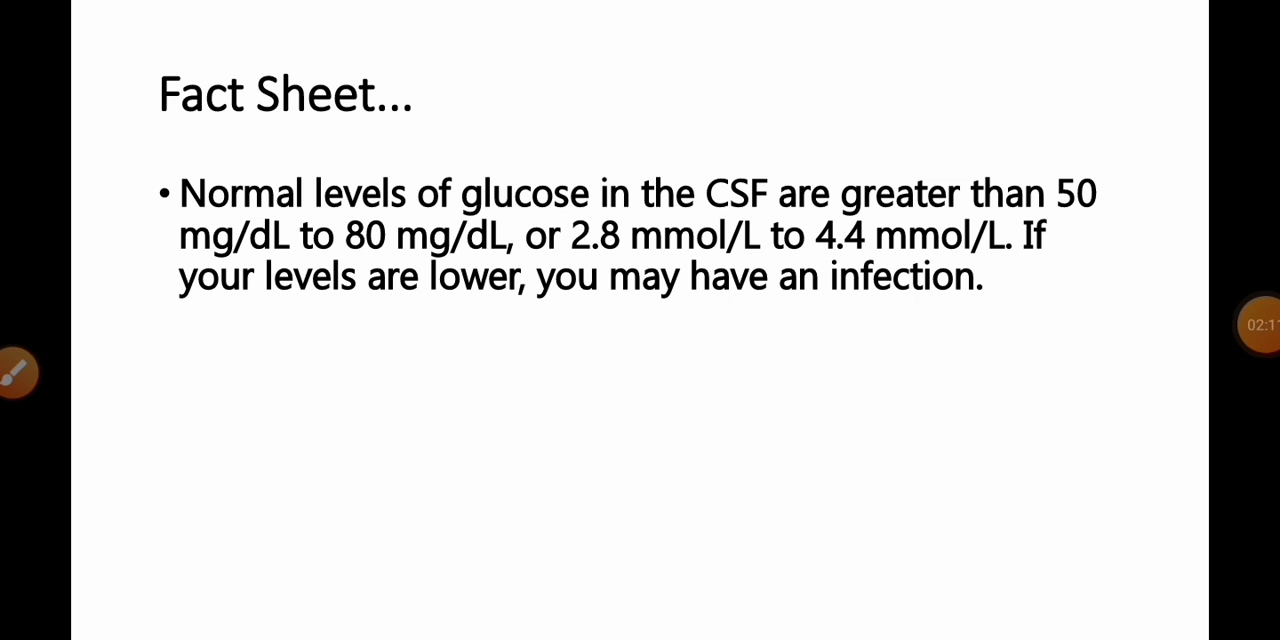 Fact Sheet...
• Normal levels of glucose in the CSF are greater than 50
mg/dL to 80 mg/dL, or 2.8 mmol/L to 4.4 mmol/L. If
your levels are lower, you may have an infection.